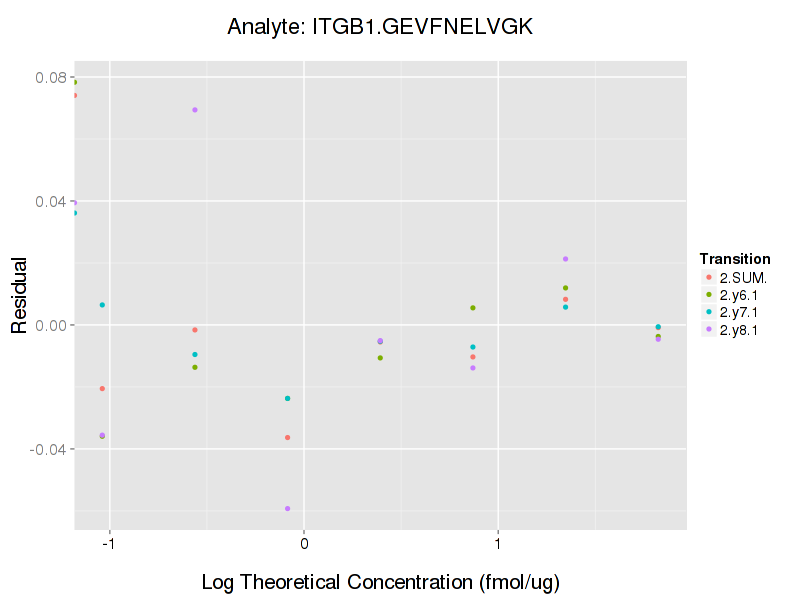 Analyte: ITGB1.GEVFNELVGK
0.08
0.04
0.00
-0.04
Residual
-1
0
1
Log Theoretical Concentration (fmol/ug)
Transition
2.SUM.
2.y6.1
2.y7.1
2.y8.1